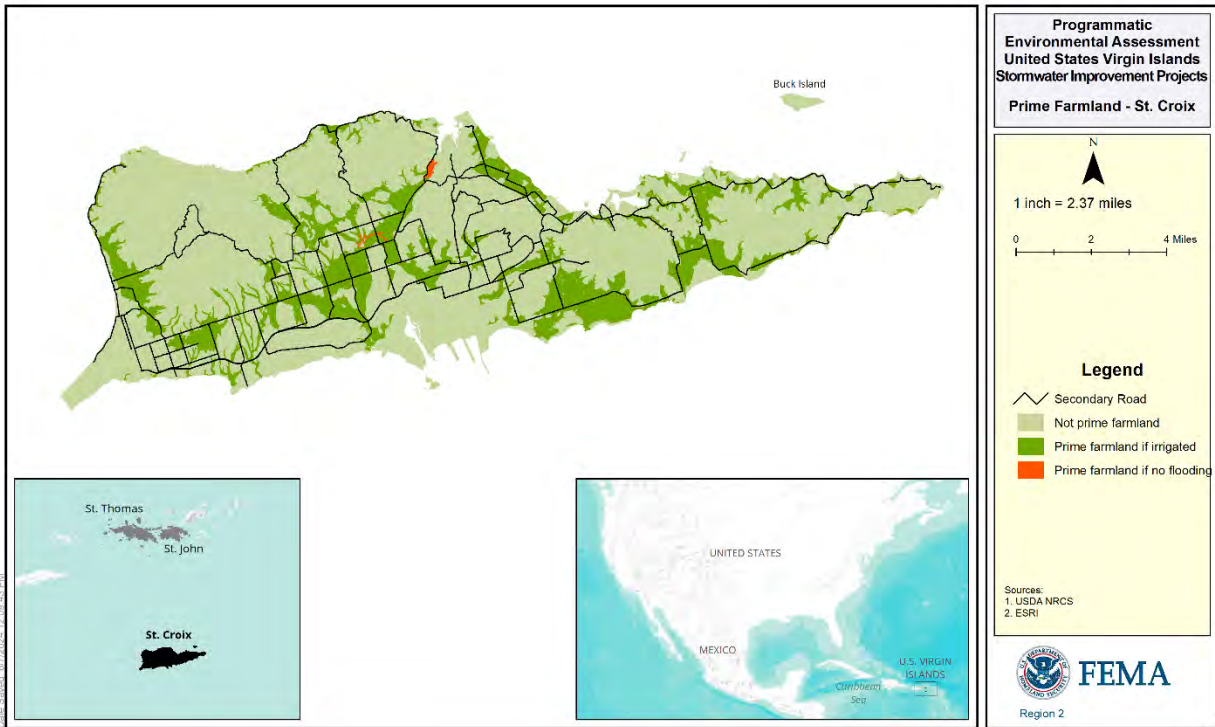 Buck Island
St. Thomas
St. John
St. Croix
UNITED STATES
MEXICO
U.S. VIRGIN
ISLANDS
Caribbean
Sea
Programmatic
Environmental Assessment
United States Virgin Islands
Stormwater Improvement Projects
Prime Farmland - St. Croix
N
1 inch = 2.37 miles
0 2 4 Miles
Legend
Secondary Road
Not prime farmland
Prime farmland if irrigated
Prime farmland if no flooding
Sources:
1. USDA NRCS
2. ESRI
FEMA
Region 2